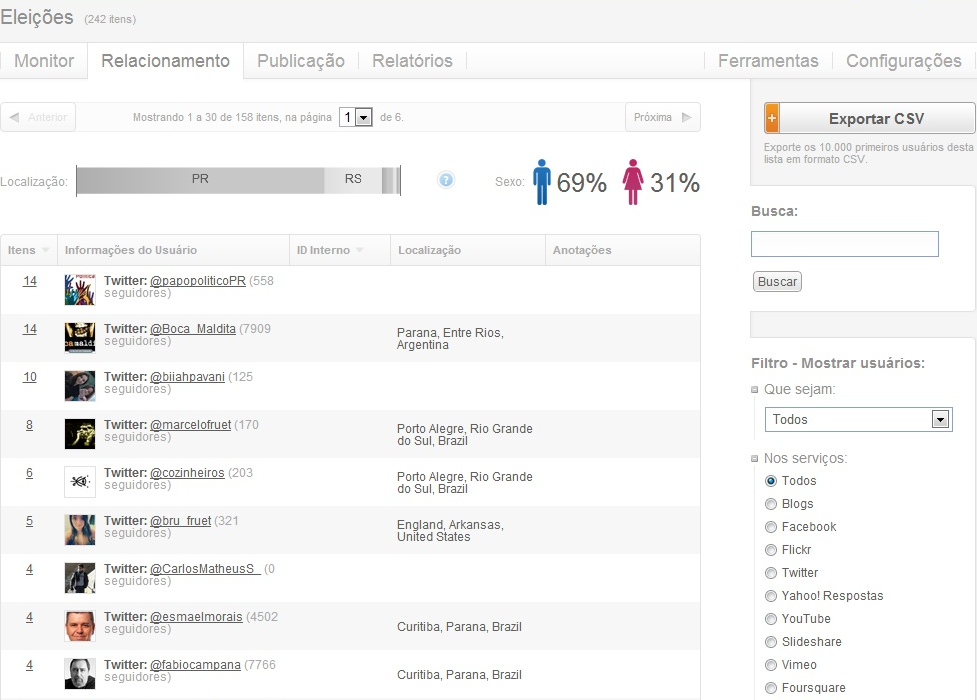 Eleições (242 itens)
Monitor Relacionamento Publicação Relatórios Ferramentas Configurações
Anterior Mostrando 1 a 30 de 158 itens, na página 1 de 6. Próxima
Localização: PR RS ? Sexo: 69% 31%
Itens Informações do Usuário ID Interno Localização Anotações
14 Twitter: @papopoliticoPR (558
seguidores)
14 Twitter: @Boca_Maldita (7909
seguidores)
Parana, Entre Rios,
Argentina
10 Twitter: @biiahpavani (125
seguidores)
8 Twitter: @marcelofruet (170
seguidores)
Porto Alegre, Rio Grande
do Sul, Brazil
6 Twitter: @cozinheiros (203
seguidores)
Porto Alegre, Rio Grande
do Sul, Brazil
5 Twitter: @bru_fruet (321
seguidores)
England, Arkansas,
United States
4 Twitter: @CarlosMatheusS_ (0
seguidores)
4 Twitter: @esmaelmorais (4502
seguidores)
Curitiba, Parana, Brazil
4 Twitter: @fabiocampana (7766
seguidores)
Curitiba, Parana, Brazil
+ Exportar CSV
Exporte os 10.000 primeiros usuários desta
lista em formato CSV.
Busca:
Buscar
Filtro - Mostrar usuários:
Que sejam:
Todos
Nos serviços:
Todos
Blogs
Facebook
Flickr
Twitter
Yahoo! Respostas
YouTube
Slideshare
Vimeo
Foursquare